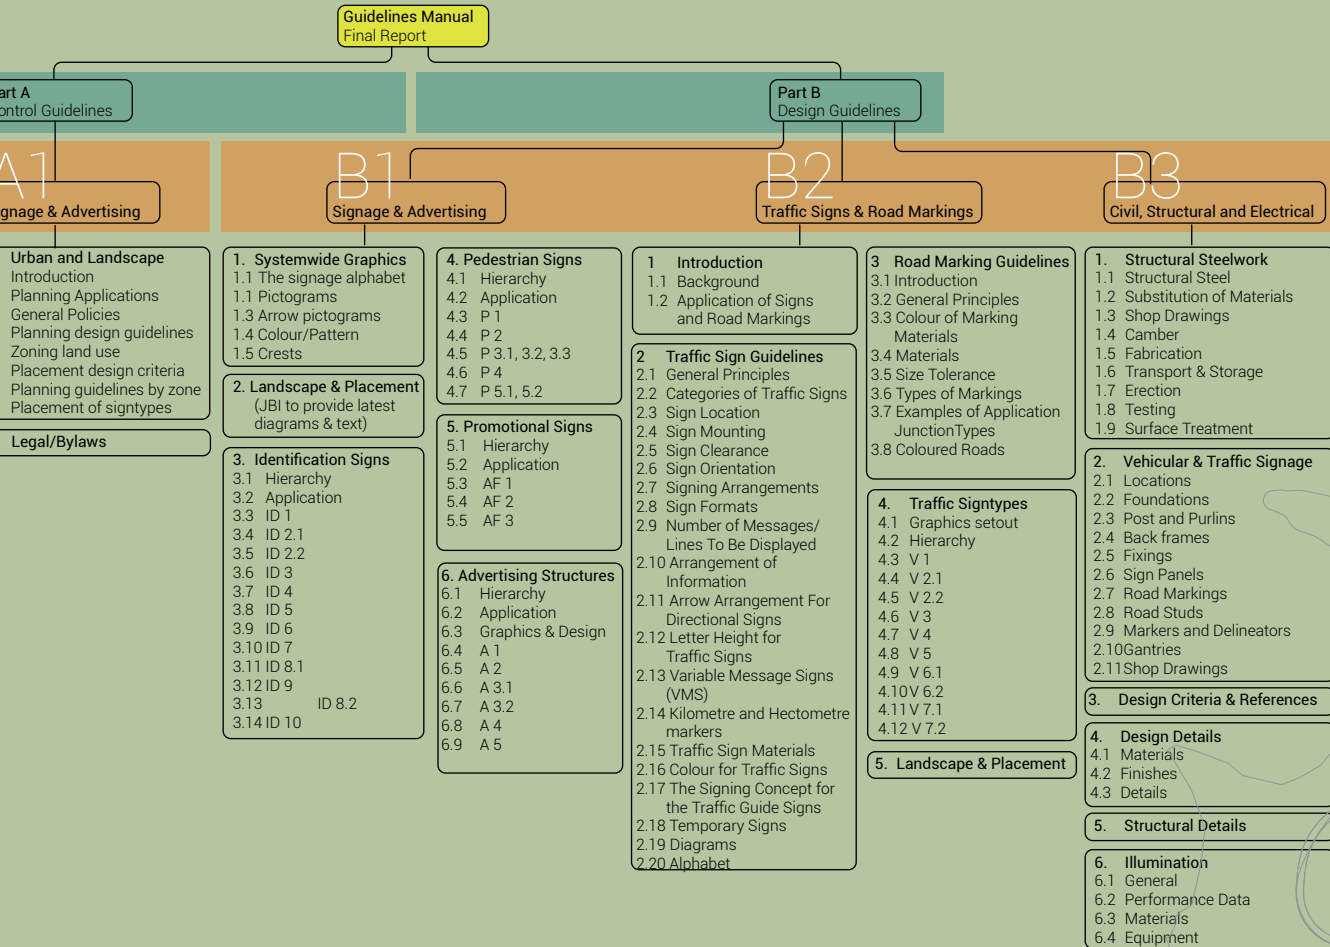 Guidelines Manual
Final Report
art A
ontrol Guidelines
Part B
Design Guidelines
A1
gnage & Advertising
B1
Signage & Advertising
B2
Traffic Signs & Road Markings
B3
Civil, Structural and Electrical
Urban and Landscape
Introduction
Planning Applications
General Policies
Planning design guidelines
Zoning land use
Placement design criteria
Planning guidelines by zone
Placement of signtypes
Legal/Bylaws
1. Systemwide Graphics
1.1 The signage alphabet
1.1 Pictograms
1.3 Arrow pictograms
1.4 Colour/Pattern
1.5 Crests
2. Landscape & Placement
(JBI to provide latest
diagrams & text)
3. Identification Signs
3.1 Hierarchy
3.2 Application
3.3 ID 1
3.4 ID 2.1
3.5 ID 2.2
3.6 ID 3
3.7 ID 4
3.8 ID 5
3.9 ID 6
3.10 ID 7
3.11 ID 8.1
3.12 ID 9
3.13 ID 8.2
3.14 ID 10
4. Pedestrian Signs
4.1 Hierarchy
4.2 Application
4.3 P 1
4.4 P 2
4.5 P 3.1, 3.2, 3.3
4.6 P 4
4.7 P 5.1, 5.2
5. Promotional Signs
5.1 Hierarchy
5.2 Application
5.3 AF 1
5.4 AF 2
5.5 AF 3
6. Advertising Structures
6.1 Hierarchy
6.2 Application
6.3 Graphics & Design
6.4 A 1
6.5 A 2
6.6 A 3.1
6.7 A 3.2
6.8 A 4
6.9 A 5
1 Introduction
1.1 Background
1.2 Application of Signs
and Road Markings
2 Traffic Sign Guidelines
2.1 General Principles
2.2 Categories of Traffic Signs
2.3 Sign Location
2.4 Sign Mounting
2.5 Sign Clearance
2.6 Sign Orientation
2.7 Signing Arrangements
2.8 Sign Formats
2.9 Number of Messages/
Lines To Be Displayed
2.10 Arrangement of
Information
2.11 Arrow Arrangement For
Directional Signs
2.12 Letter Height for
Traffic Signs
2.13 Variable Message Signs
(VMS)
2.14 Kilometre and Hectometre
markers
2.15 Traffic Sign Materials
2.16 Colour for Traffic Signs
2.17 The Signing Concept for
the Traffic Guide Signs
2.18 Temporary Signs
2.19 Diagrams
2.20 Alphabet
3 Road Marking Guidelines
3.1 Introduction
3.2 General Principles
3.3 Colour of Marking
Materials
3.4 Materials
3.5 Size Tolerance
3.6 Types of Markings
3.7 Examples of Application
JunctionTypes
3.8 Coloured Roads
4. Traffic Signtypes
4.1 Graphics setout
4.2 Hierarchy
4.3 V 1
4.4 V 2.1
4.5 V 2.2
4.6 V 3
4.7 V 4
4.8 V 5
4.9 V 6.1
4.10V 6.2
4.11 V 7.1
4.12 V 7.2
5. Landscape & Placement
1. Structural Steelwork
1.1 Structural Steel
1.2 Substitution of Materials
1.3 Shop Drawings
1.4 Camber
1.5 Fabrication
1.6 Transport & Storage
1.7 Erection
1.8 Testing
1.9 Surface Treatment
2. Vehicular & Traffic Signage
2.1 Locations
2.2 Foundations
2.3 Post and Purlins
2.4 Back frames
2.5 Fixings
2.6 Sign Panels
2.7 Road Markings
2.8 Road Studs
2.9 Markers and Delineators
2.10Gantries
2.11Shop Drawings
3. Design Criteria & References
4. Design Details
4.1 Materials
4.2 Finishes
4.3 Details
5. Structural Details
6. Illumination
6.1 General
6.2 Performance Data
6.3 Materials
6.4 Equipment